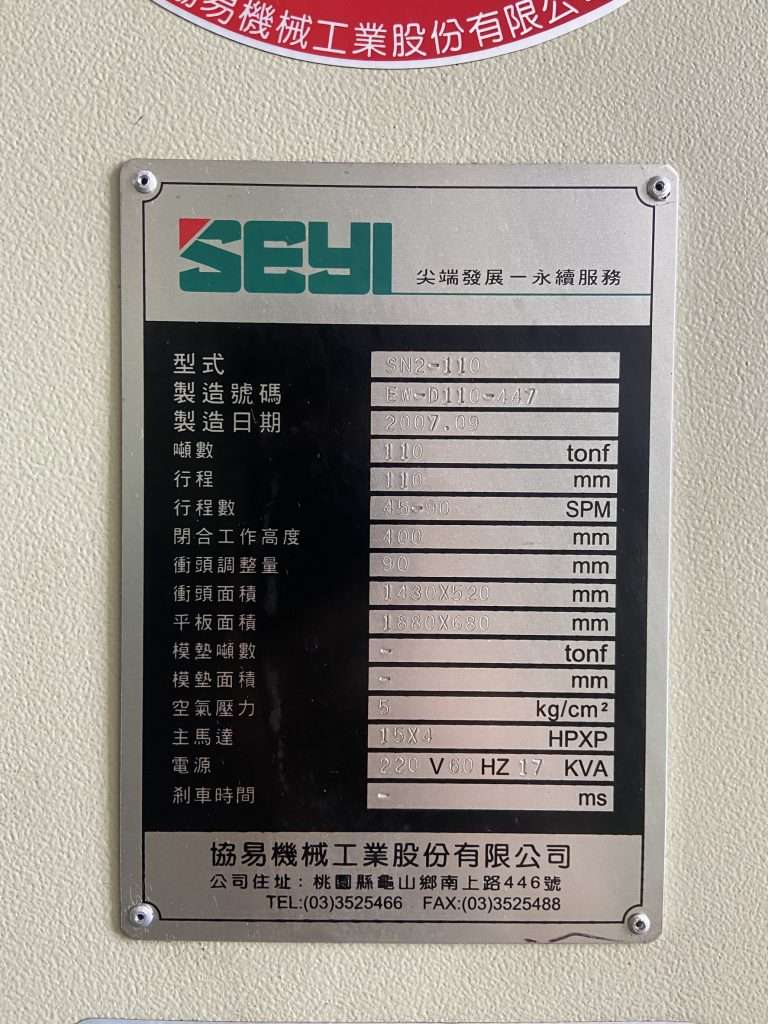 協易機械工業股份有限公
SEYI 尖端發展－永續服務
型式 SN2-110
製造號碼 EW-D110-447
製造日期 2007.09
噸數 110 tonf
行程 110 mm
行程數 45-90 SPM
閉合工作高度 400 mm
衝頭調整量 90 mm
衝頭面積 1430X520 mm
平板面積 1880X680 mm
模墊噸數 - tonf
模墊面積 - mm
空氣壓力 5 kg/cm²
主馬達 15X4 HPXP
電源 220 V 60 HZ 17 KVA
剎車時間 - ms
協易機械工業股份有限公司
公司住址：桃園縣龜山鄉南上路446號
TEL:(03)3525466 FAX:(03)3525488